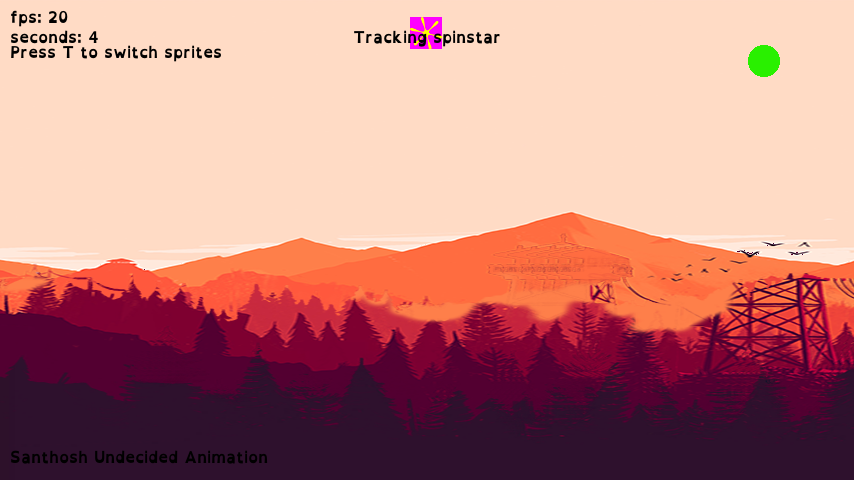 fps: 20
seconds: 4
Press T to switch sprites
Tracking spinstar
Santhosh Undecided Animation